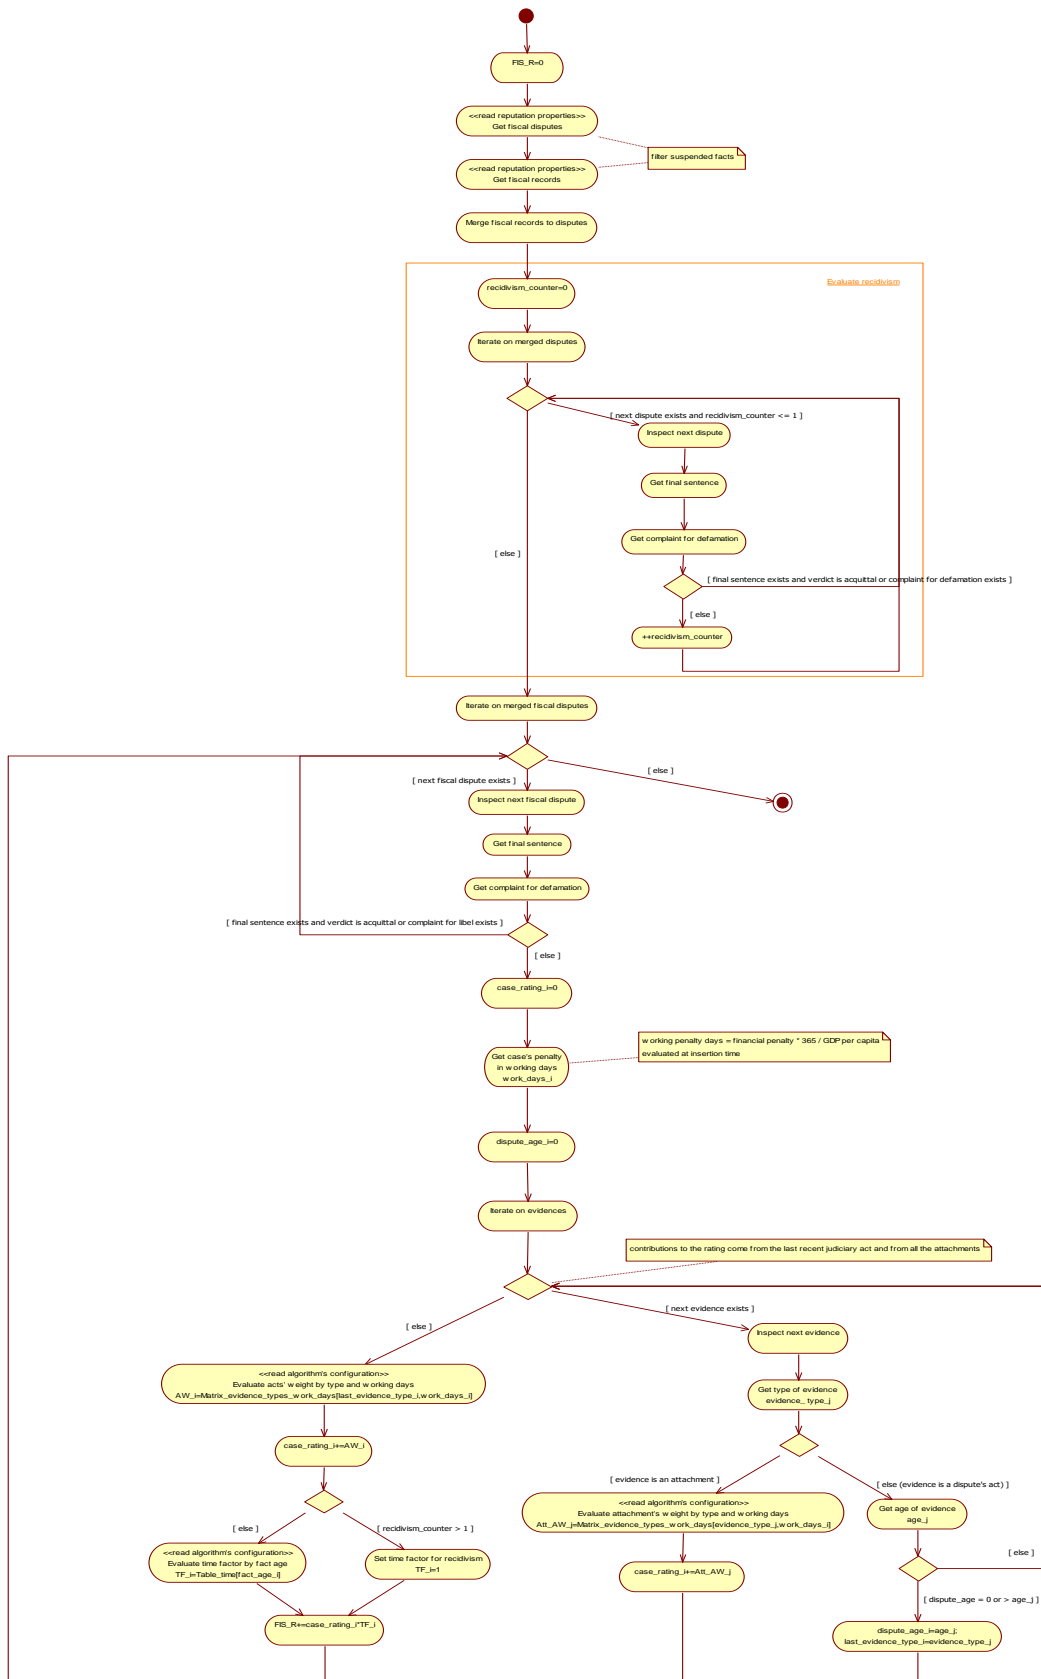 FIS_R=0
<<read reputation properties>>
Get fiscal disputes
filter suspended facts
<<read reputation properties>>
Get fiscal records
Merge fiscal records to disputes
Evaluate recidivism
recidivism_counter=0
Iterate on merged disputes
[ next dispute exists and recidivism_counter <= 1 ]
Inspect next dispute
Get final sentence
Get complaint for defamation
[ else ]
[ final sentence exists and verdict is acquittal or complaint for defamation exists ]
[ else ]
++recidivism_counter
Iterate on merged fiscal disputes
[ else ]
[ next fiscal dispute exists ]
Inspect next fiscal dispute
Get final sentence
Get complaint for defamation
[ final sentence exists and verdict is acquittal or complaint for libel exists ]
[ else ]
case_rating_i=0
working penalty days = financial penalty * 365 / GDP per capita
evaluated at insertion time
Get case's penalty
in working days
work_days_i
dispute_age_i=0
Iterate on evidences
contributions to the rating come from the last recent judiciary act and from all the attachments
[ next evidence exists ]
[ else ]
Inspect next evidence
<<read algorithm's configuration>>
Evaluate acts' weight by type and working days
AW_i=Matrix_evidence_types_work_days[last_evidence_type_i,work_days_i]
Get type of evidence
evidence_ type_j
case_rating_i+=AW_i
[ evidence is an attachment ]
[ else (evidence is a dispute's act) ]
<<read algorithm's configuration>>
Evaluate attachment's weight by type and working days
Att_AW_j=Matrix_evidence_types_work_days[evidence_type_j,work_days_i]
Get age of evidence
age_j
[ else ]
[ recidivism_counter > 1 ]
<<read algorithm's configuration>>
Evaluate time factor by fact age
TF_i=Table_time[fact_age_i]
Set time factor for recidivism
TF_i=1
[ else ]
case_rating_i+=Att_AW_j
[ dispute_age = 0 or > age_j ]
FIS_R+=case_rating_i*TF_i
dispute_age_i=age_j;
last_evidence_type_i=evidence_type_j